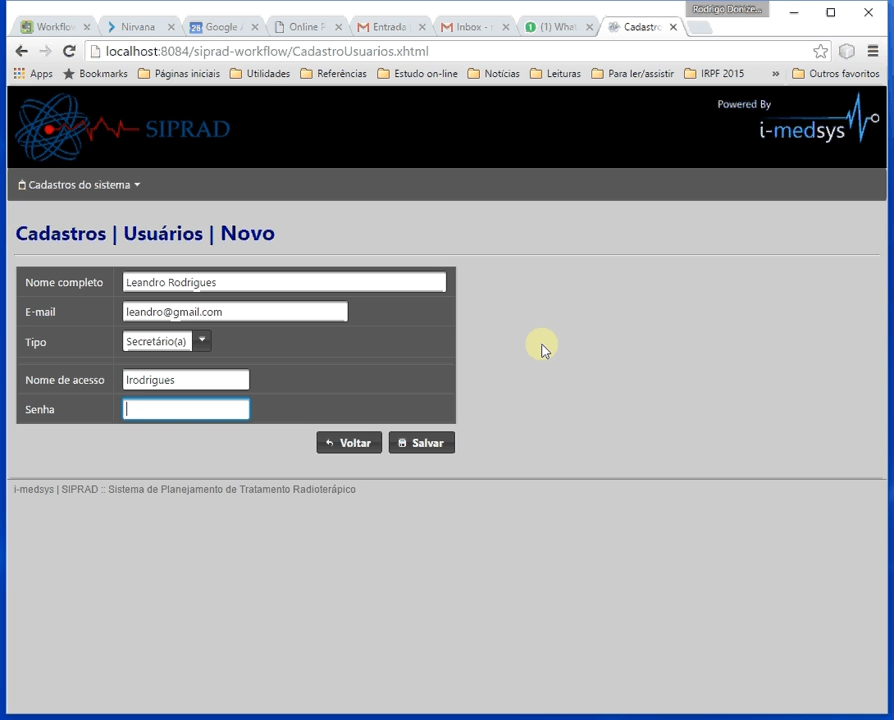 Rodrigo Donize...
Workflo
Nirvana
28 Google A
Online P
Entrada
Inbox -
(1) Wha
Cadastro
localhost:8084/siprad-workflow/CadastroUsuarios.xhtml
Apps Bookmarks Páginas iniciais Utilidades Referências Estudo on-line Notícias Leituras Para ler/assistir IRPF 2015 » Outros favoritos
SIPRAD
Powered By
i-medsys
Cadastros do sistema
Cadastros | Usuários | Novo
Nome completo Leandro Rodrigues
E-mail leandro@gmail.com
Tipo Secretário(a)
Nome de acesso lrodrigues
Senha
Voltar Salvar
i-medsys | SIPRAD :: Sistema de Planejamento de Tratamento Radioterápico